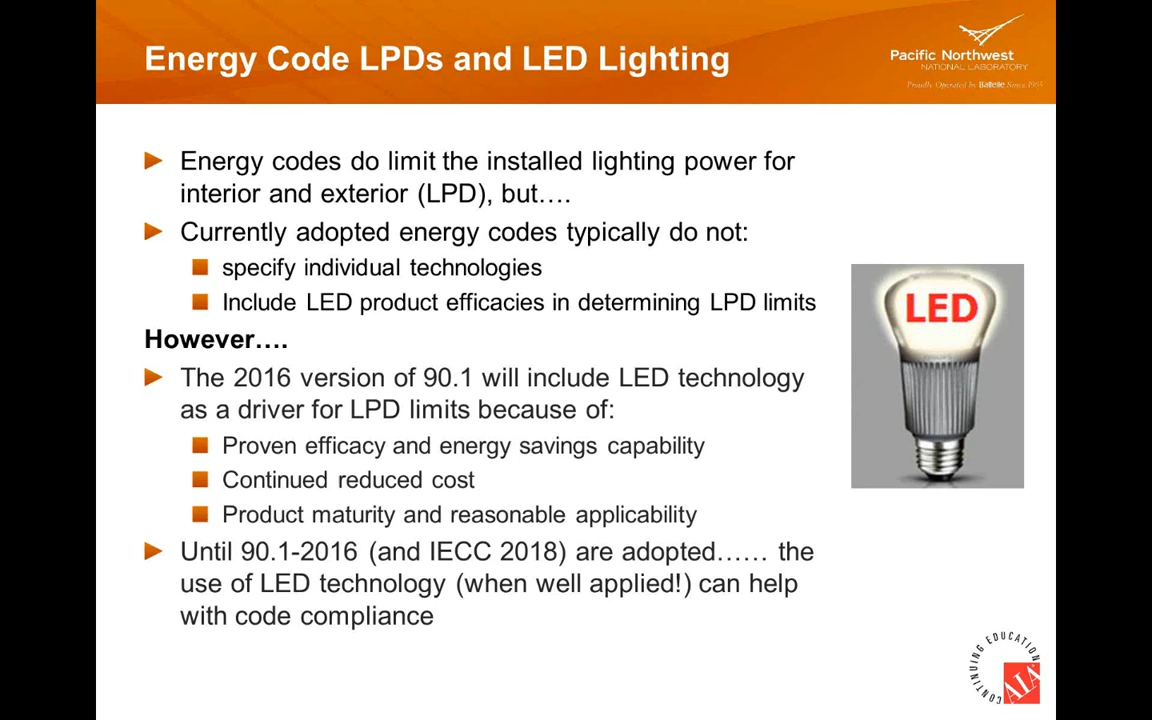 Energy Code LPDs and LED Lighting
Pacific Northwest
NATIONAL LABORATORY
Proudly Operated by Battelle Since 1965
Energy codes do limit the installed lighting power for
interior and exterior (LPD), but….
Currently adopted energy codes typically do not:
specify individual technologies
Include LED product efficacies in determining LPD limits
However….
The 2016 version of 90.1 will include LED technology
as a driver for LPD limits because of:
Proven efficacy and energy savings capability
Continued reduced cost
Product maturity and reasonable applicability
Until 90.1-2016 (and IECC 2018) are adopted…… the
use of LED technology (when well applied!) can help
with code compliance
LED
CONTINUING EDUCATION
AIA